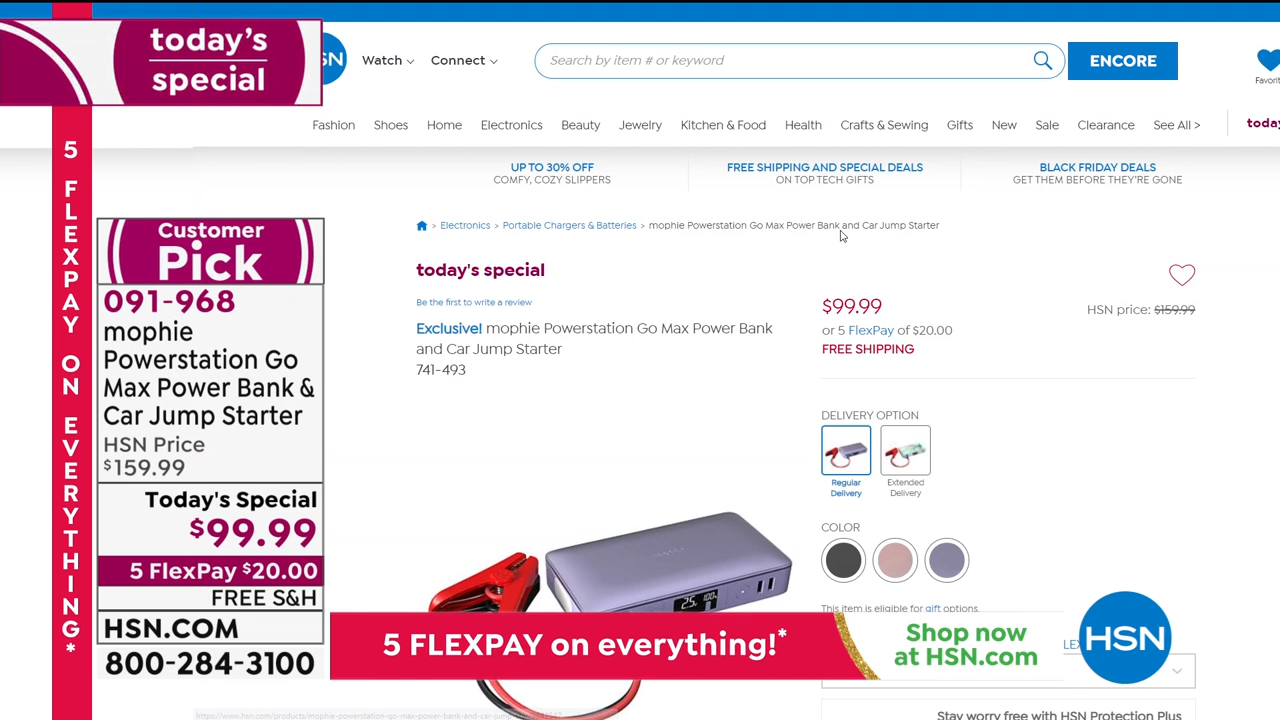 today's
special
5
FLEXPAY
ON
EVERYTHING*
Customer
Pick
091-968
mophie
Powerstation Go
Max Power Bank &
Car Jump Starter
HSN Price
$159.99
Today's Special
$99.99
5 FlexPay $20.00
FREE S&H
HSN.COM
800-284-3100
SN
Watch
Connect
Search by item # or keyword
ENCORE
Favorit
Fashion Shoes Home Electronics Beauty Jewelry Kitchen & Food Health Crafts & Sewing Gifts New Sale Clearance See All > today
UP TO 30% OFF
COMFY, COZY SLIPPERS
FREE SHIPPING AND SPECIAL DEALS
ON TOP TECH GIFTS
BLACK FRIDAY DEALS
GET THEM BEFORE THEY'RE GONE
> Electronics > Portable Chargers & Batteries > mophie Powerstation Go Max Power Bank and Car Jump Starter
today's special
Be the first to write a review
Exclusive! mophie Powerstation Go Max Power Bank
and Car Jump Starter
741-493
$99.99
HSN price: $159.99
or 5 FlexPay of $20.00
FREE SHIPPING
DELIVERY OPTION
Regular
Delivery
Extended
Delivery
COLOR
This item is eligible for gift options.
5 FLEXPAY on everything!*
Shop now
at HSN.com
HSN
Stay worry free with HSN Protection Plus